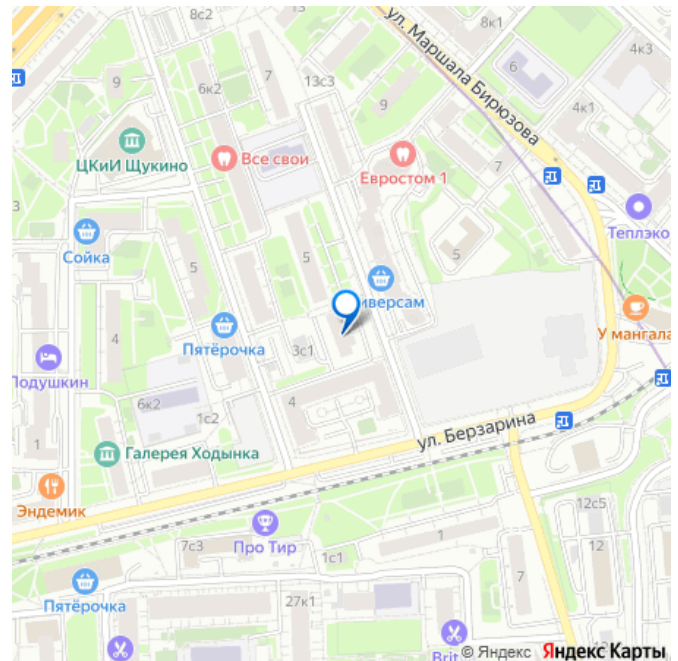 8с2
8к1
4к3
ул. Маршала Бирюзова
6
9
6к2
7
13с3
9
4к1
ЦКиИ Щукино
Все свои
Евростом 1
7
Теплэко
Сойка
5
5
5
4
Пятёрочка
иверсам
У мангала
3с1
Подушкин
6к2
1с2
4
1
Галерея Ходынка
ул. Берзарина
Эндемик
Про Тир
12с5
7с3
1с1
1
12
7
Пятёрочка
27к1
Brit
© Яндекс Яндекс Карты